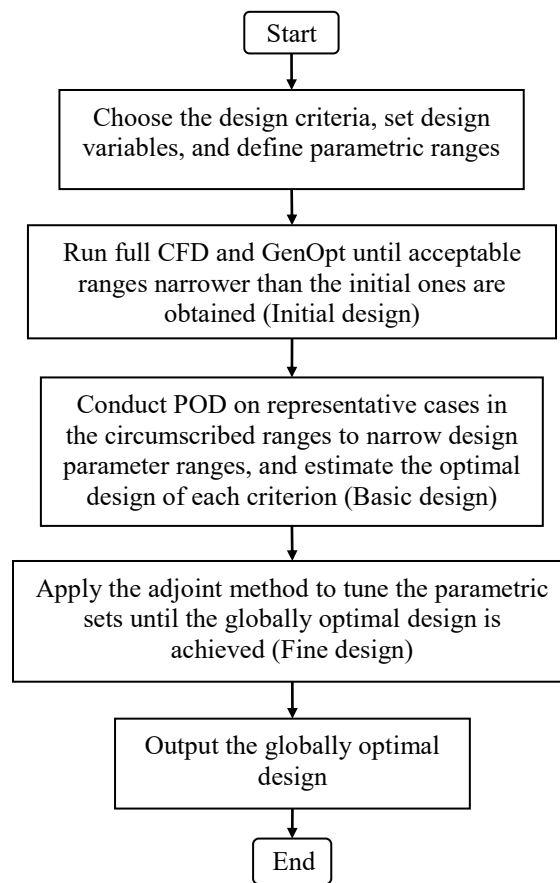 Start
Choose the design criteria, set design
variables, and define parametric ranges
Run full CFD and GenOpt until acceptable
ranges narrower than the initial ones are
obtained (Initial design)
Conduct POD on representative cases in
the circumscribed ranges to narrow design
parameter ranges, and estimate the optimal
design of each criterion (Basic design)
Apply the adjoint method to tune the parametric
sets until the globally optimal design is
achieved (Fine design)
Output the globally optimal
design
End